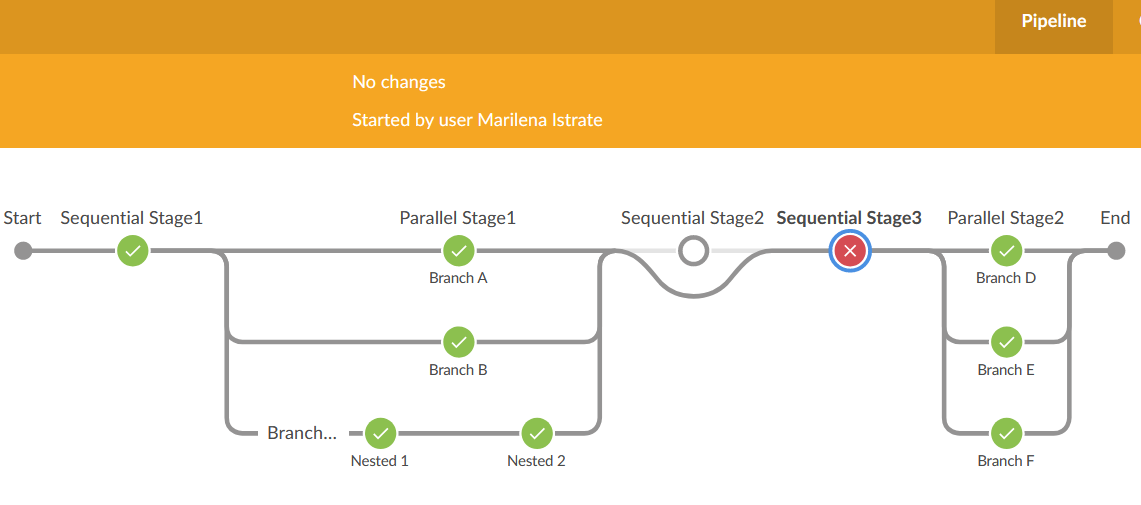 Pipeline
No changes
Started by user Marilena Istrate
Start Sequential Stage1 Parallel Stage1 Sequential Stage2 Sequential Stage3 Parallel Stage2 End
Branch A Branch D
Branch B Branch E
Branch...
Nested 1 Nested 2 Branch F